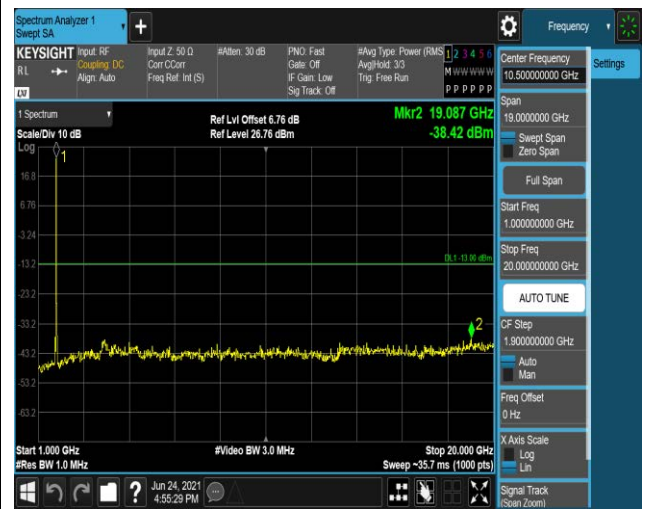 Spectrum Analyzer 1
Swept SA
+
Frequency
KEYSIGHT
RL
LXI
Input: RF
Coupling: DC
Align: Auto
Input Z: 50 Ω
Corr CCorr
Freq Ref: Int (S)
#Atten: 30 dB
PNO: Fast
Gate: Off
IF Gain: Low
Sig Track: Off
#Avg Type: Power (RMS
Avg|Hold: 3/3
Trig: Free Run
1 2 3 4 5 6
M W W W W W
P P P P P P
1 Spectrum
Scale/Div 10 dB
Ref Lvl Offset 6.76 dB
Ref Level 26.76 dBm
Mkr2 19.087 GHz
-38.42 dBm
Log
1
16.8
6.76
-3.24
-13.2
DL1 -13.00 dBm
-23.2
-33.2
2
-43.2
-53.2
-63.2
Start 1.000 GHz
#Res BW 1.0 MHz
#Video BW 3.0 MHz
Stop 20.000 GHz
Sweep ~35.7 ms (1000 pts)
?
Jun 24, 2021
4:55:29 PM
Settings
Center Frequency
10.500000000 GHz
Span
19.0000000 GHz
Swept Span
Zero Span
Full Span
Start Freq
1.000000000 GHz
Stop Freq
20.000000000 GHz
AUTO TUNE
CF Step
1.900000000 GHz
Auto
Man
Freq Offset
0 Hz
X Axis Scale
Log
Lin
Signal Track
(Span Zoom)